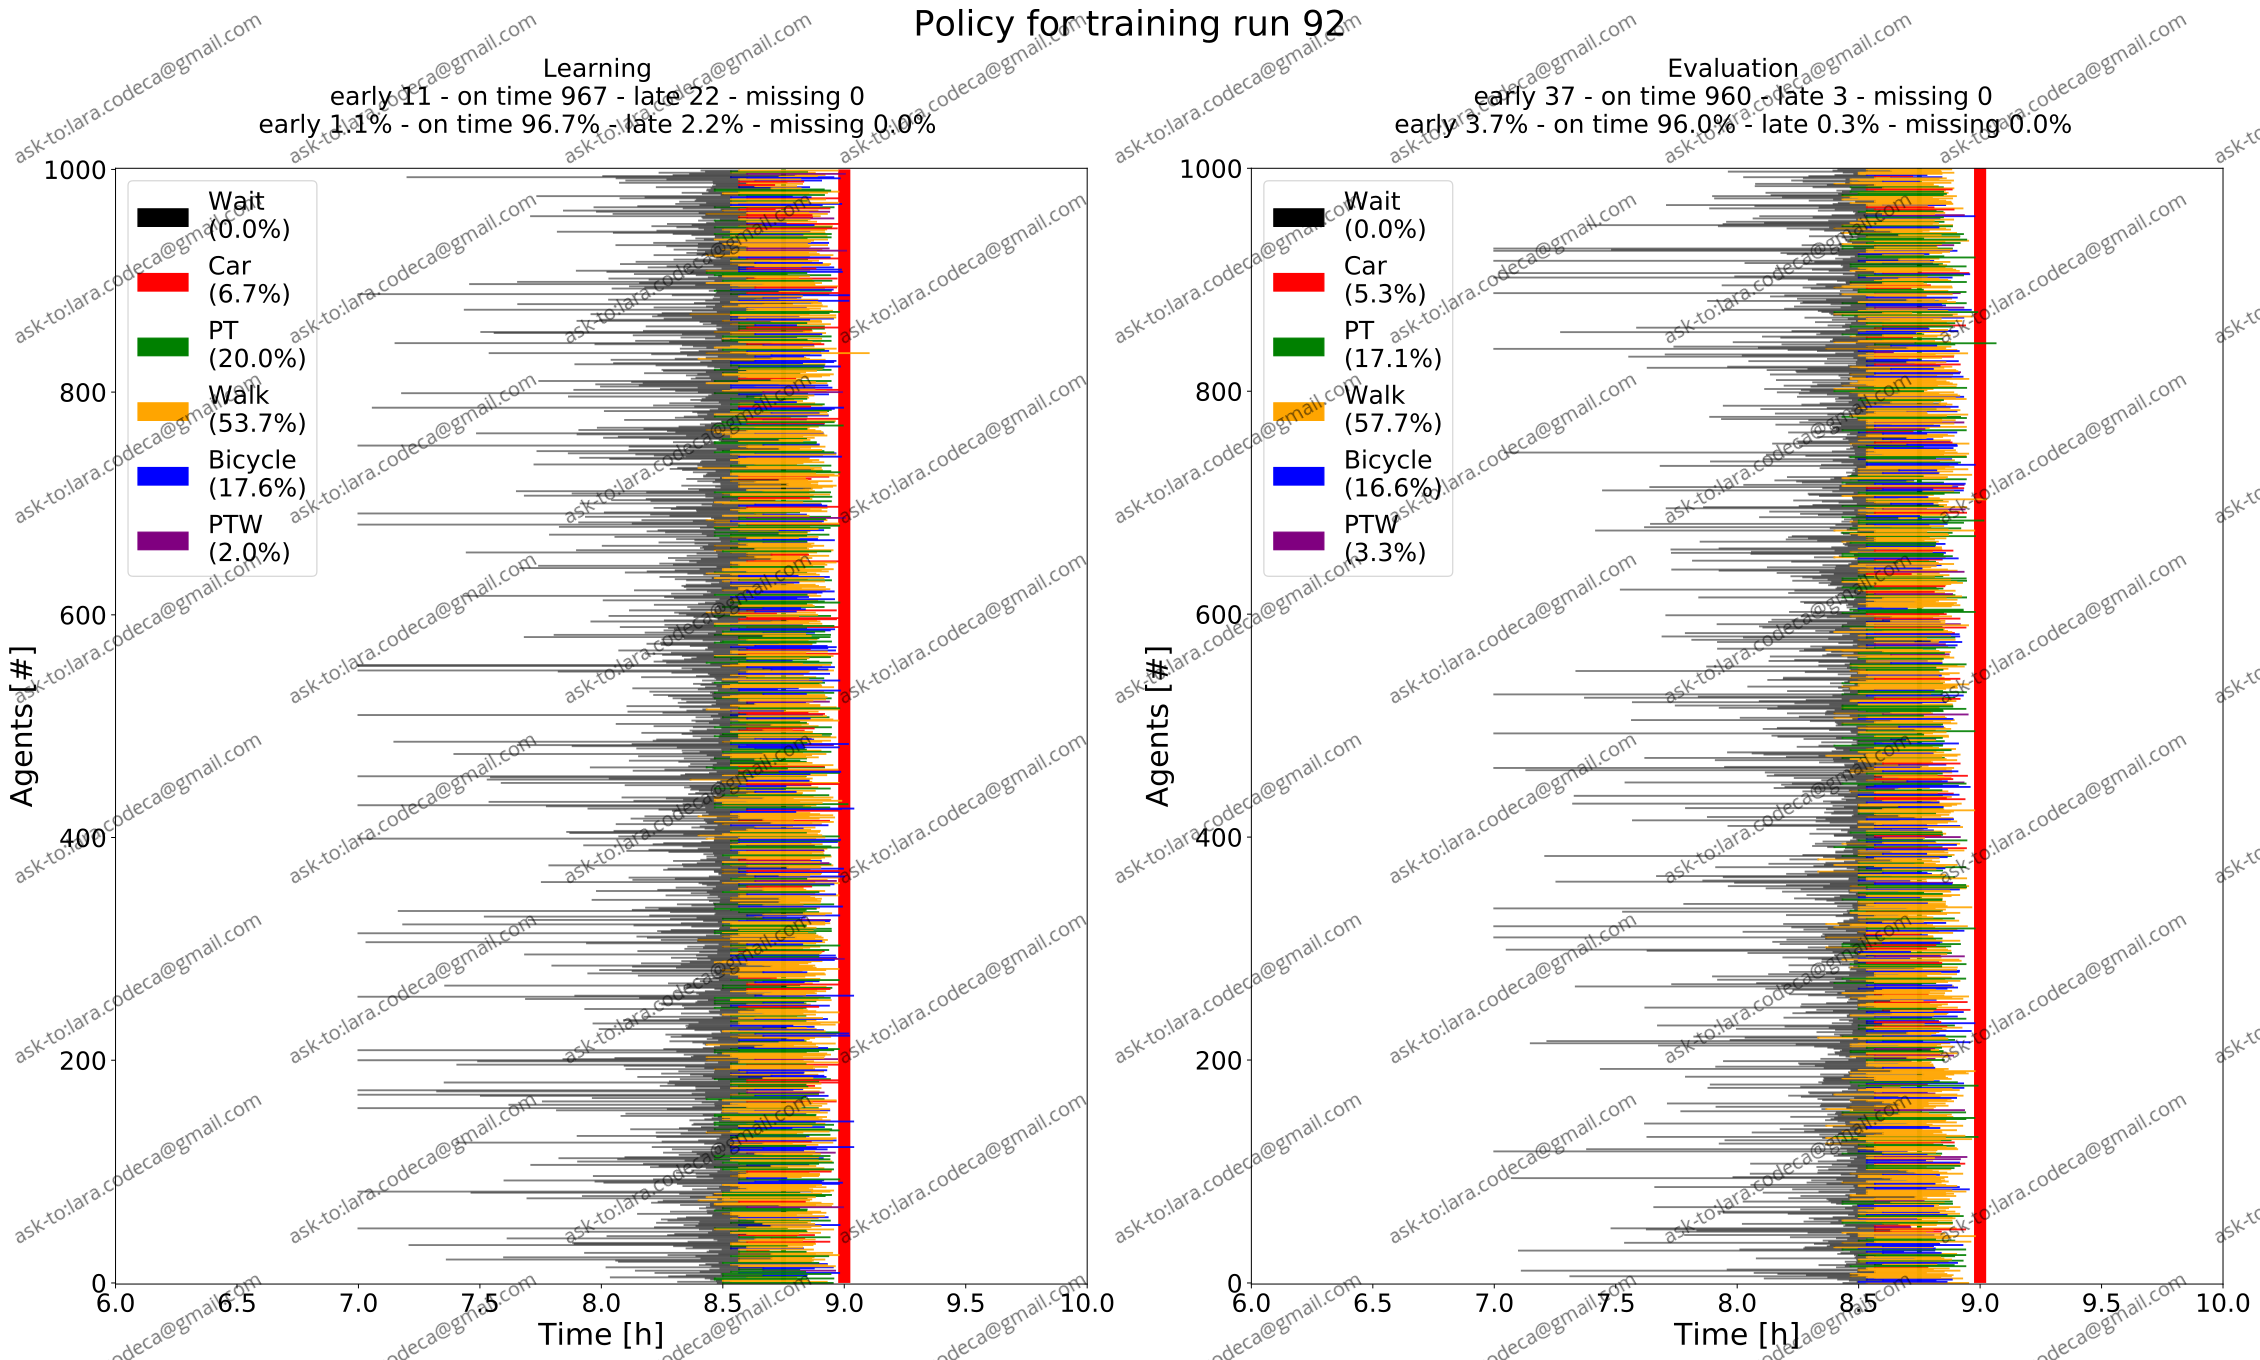 Policy for training run 92
Learning
early 11 - on time 967 - late 22 - missing 0
early 1.1% - on time 96.7% - late 2.2% - missing 0.0%
1000
800
600
400
200
0
Agents [#]
Wait
(0.0%)
Car
(6.7%)
PT
(20.0%)
Walk
(53.7%)
Bicycle
(17.6%)
PTW
(2.0%)
6.0 6.5 7.0 7.5 8.0 8.5 9.0 9.5 10.0
Time [h]
Evaluation
early 37 - on time 960 - late 3 - missing 0
early 3.7% - on time 96.0% - late 0.3% - missing 0.0%
1000
800
600
400
200
0
Agents [#]
Wait
(0.0%)
Car
(5.3%)
PT
(17.1%)
Walk
(57.7%)
Bicycle
(16.6%)
PTW
(3.3%)
6.0 6.5 7.0 7.5 8.0 8.5 9.0 9.5 10.0
Time [h]
ask-to:lara.codeca@gmail.com